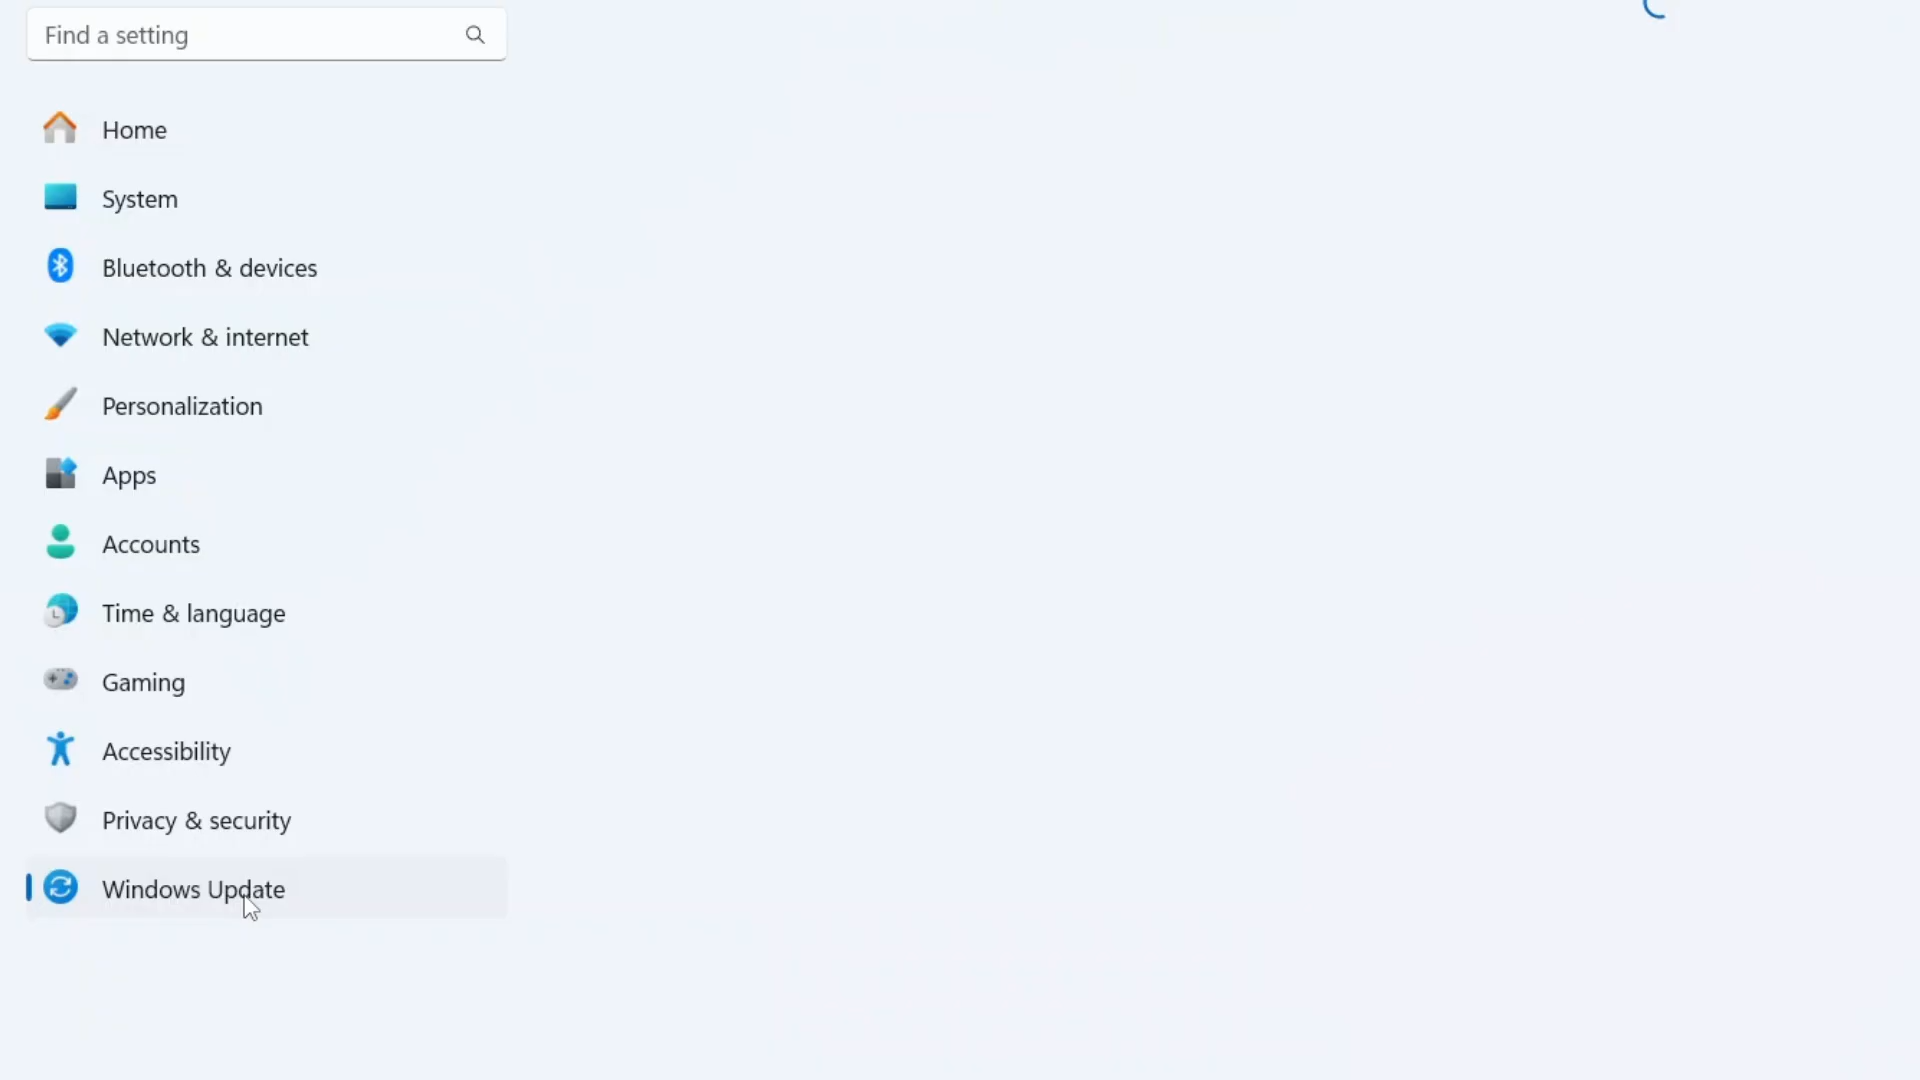 Find a setting
Home
System
Bluetooth & devices
Network & internet
Personalization
Apps
Accounts
Time & language
Gaming
Accessibility
Privacy & security
Windows Update